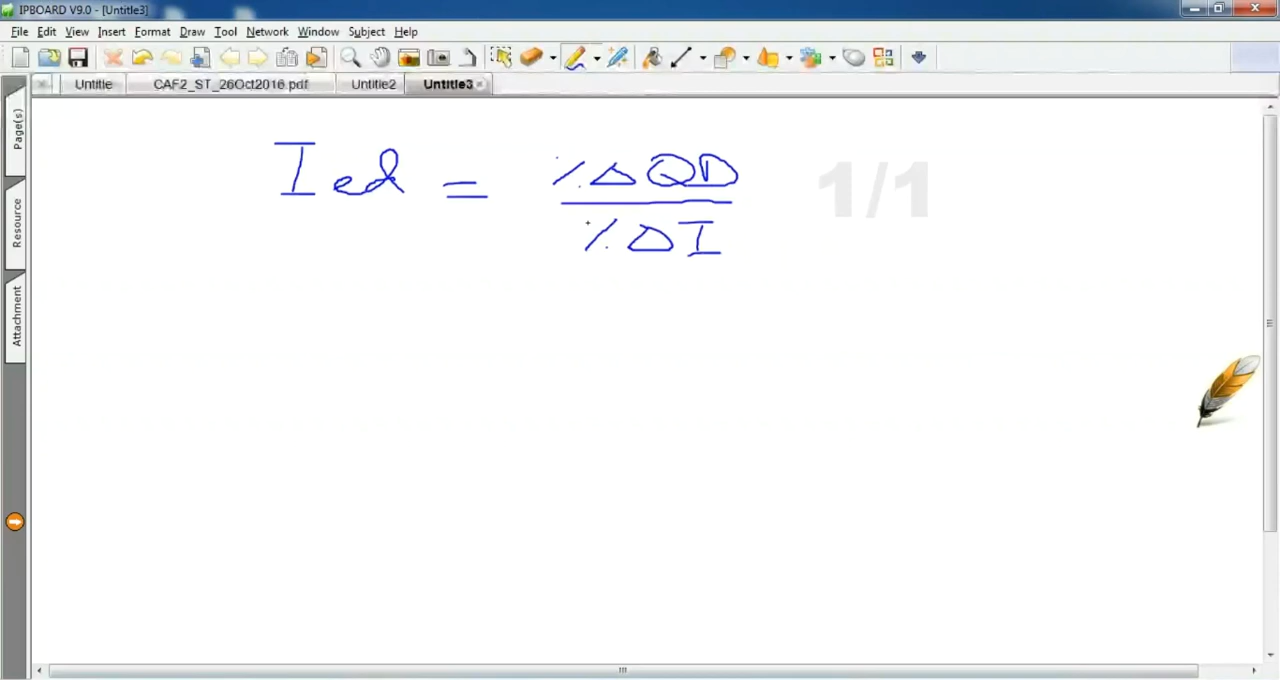 IPBOARD V9.0 - [Untitle3]
File Edit View Insert Format Draw Tool Network Window Subject Help
Untitle CAF2_ST_26Oct2016.pdf Untitle2 Untitle3
Page(s)
Resource
Attachment
Ied = %ΔQD
%ΔI
1/1